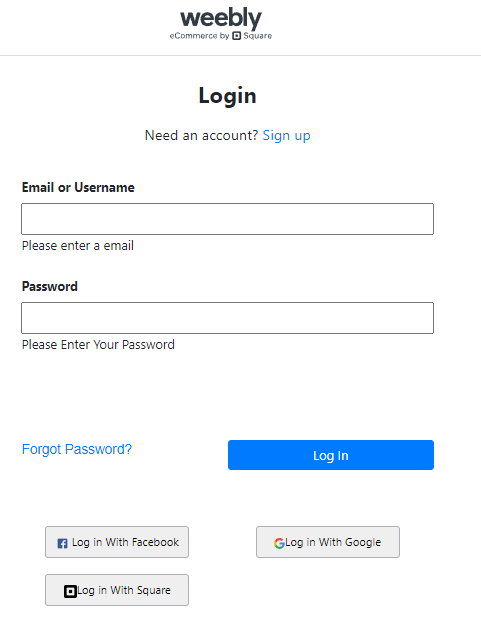 weebly
eCommerce by Square
Login
Need an account? Sign up
Email or Username
Please enter a email
Password
Please Enter Your Password
Forgot Password?
Log In
Log in With Facebook
Log in With Google
Log in With Square